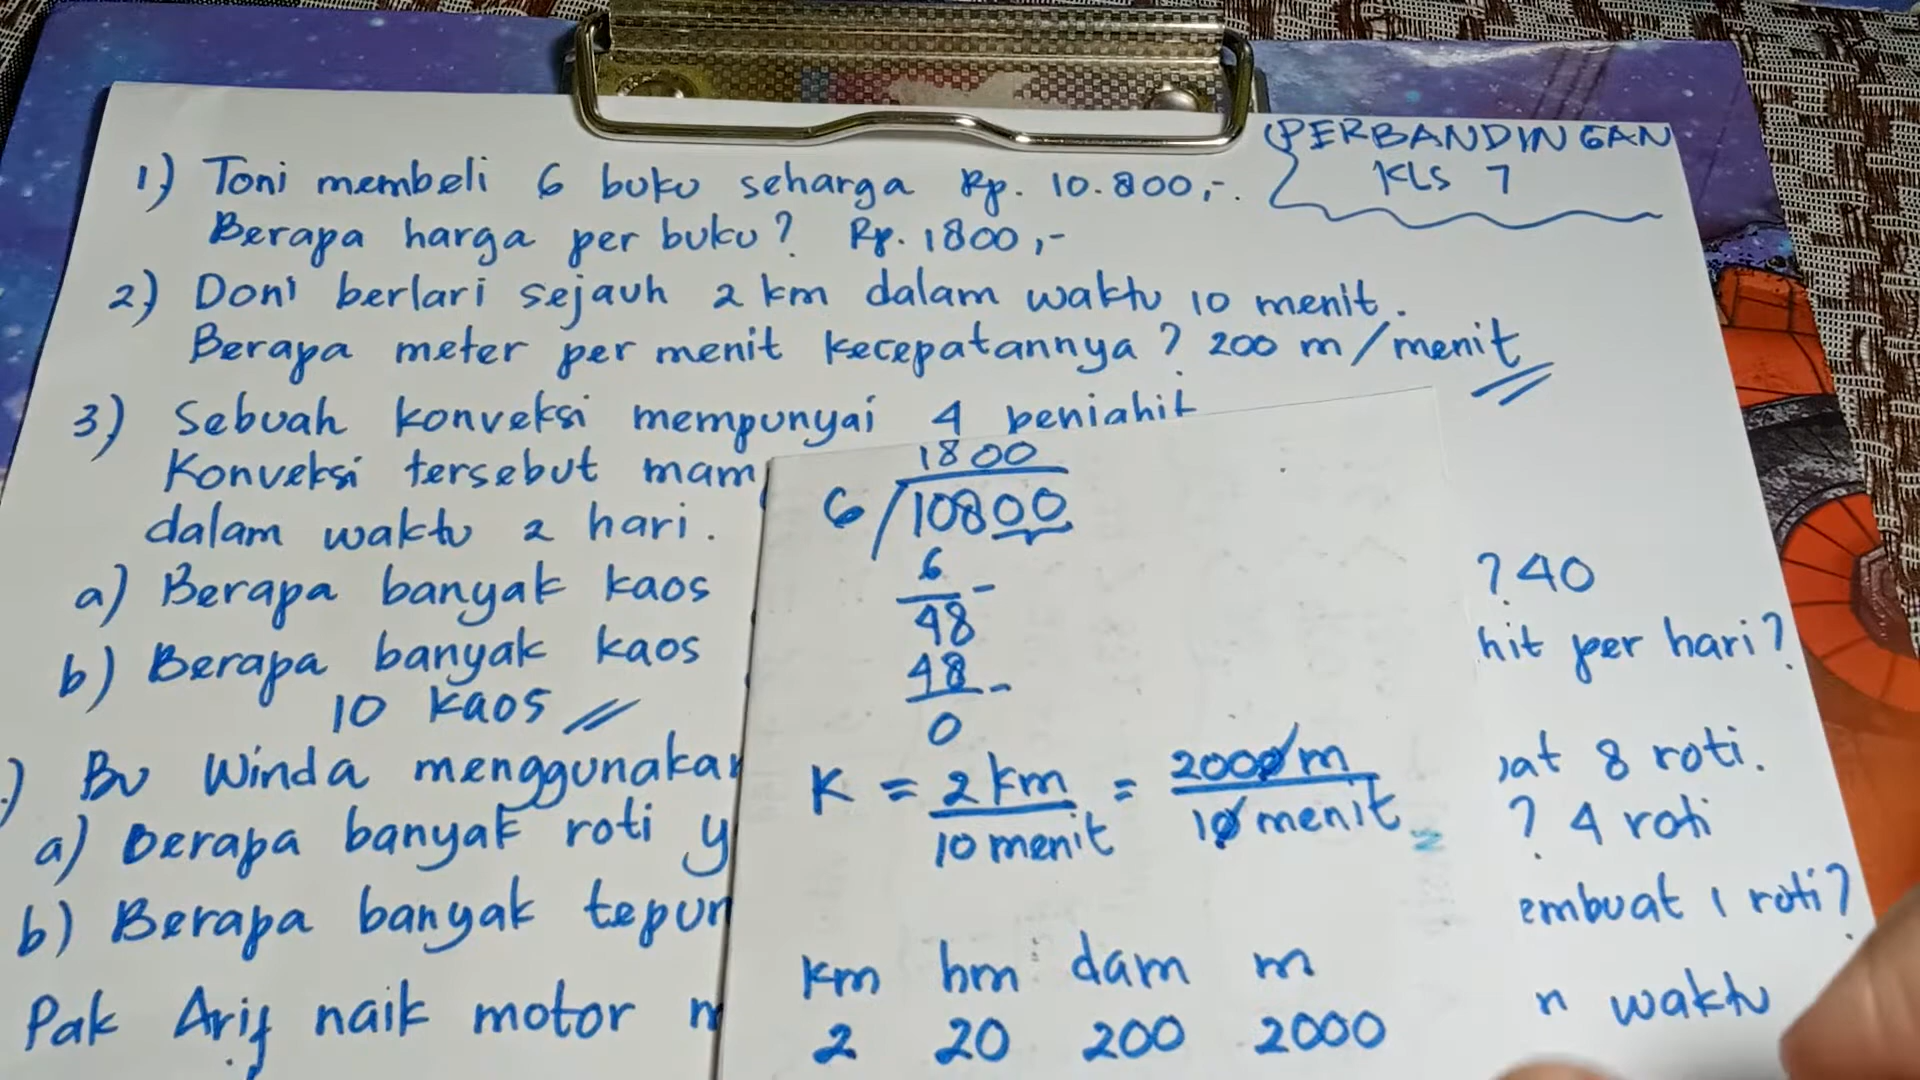 PERBANDINGAN
KLS 7
1) Toni membeli 6 buku seharga Rp. 10.800,-.
Berapa harga per buku? Rp. 1800,-
2) Doni berlari sejauh 2 km dalam waktu 10 menit.
Berapa meter per menit kecepatannya? 200 m/menit
3) Sebuah konveksi mempunyai 4 penjahit
Konveksi tersebut mam
dalam waktu 2 hari.
a) Berapa banyak kaos
? 40
b) Berapa banyak kaos
hit per hari?
10 kaos
.) Bu Winda menggunakan
uat 8 roti.
a) Berapa banyak roti y
? 4 roti
b) Berapa banyak tepun
embuat 1 roti?
Pak Arif naik motor m
n waktu
1800
6 / 10800
6 -
48
48 -
0
K = 2 km / 10 menit = 2000 m / 10 menit =
km hm dam m
2 20 200 2000